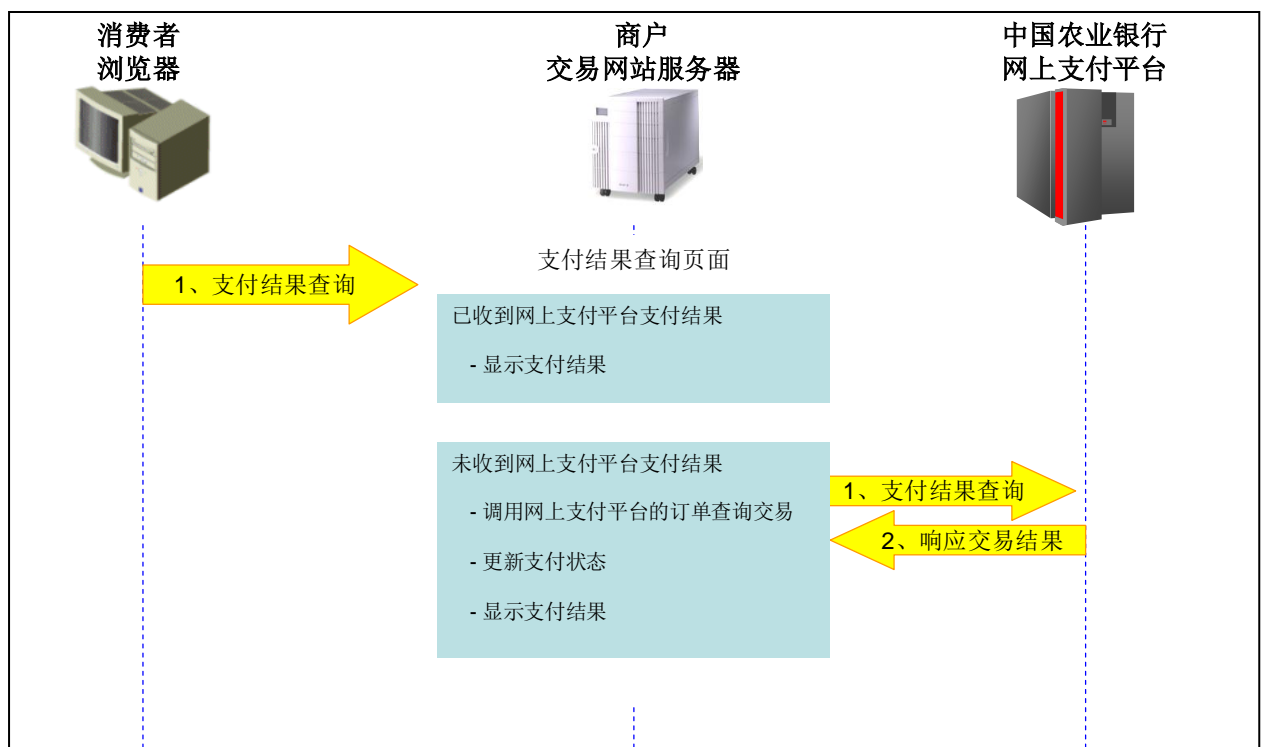 消费者
浏览器
商户
交易网站服务器
中国农业银行
网上支付平台
支付结果查询页面
1、支付结果查询
已收到网上支付平台支付结果
- 显示支付结果
未收到网上支付平台支付结果
- 调用网上支付平台的订单查询交易
- 更新支付状态
- 显示支付结果
1、支付结果查询
2、响应交易结果